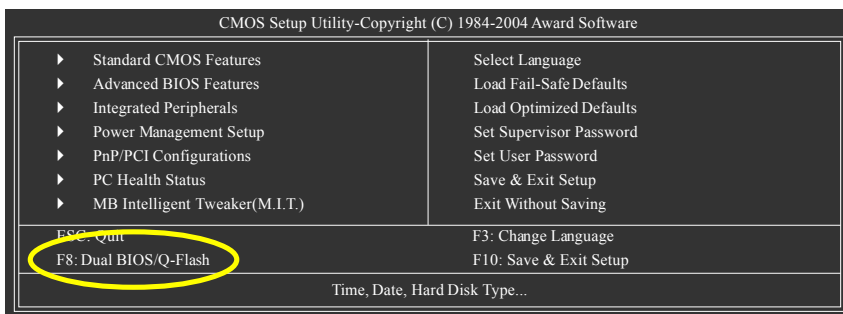 CMOS Setup Utility-Copyright (C) 1984-2004 Award Software
Standard CMOS Features
Advanced BIOS Features
Integrated Peripherals
Power Management Setup
PnP/PCI Configurations
PC Health Status
MB Intelligent Tweaker(M.I.T.)
Select Language
Load Fail-Safe Defaults
Load Optimized Defaults
Set Supervisor Password
Set User Password
Save & Exit Setup
Exit Without Saving
ESC: Quit
F8: Dual BIOS/Q-Flash
F3: Change Language
F10: Save & Exit Setup
Time, Date, Hard Disk Type...